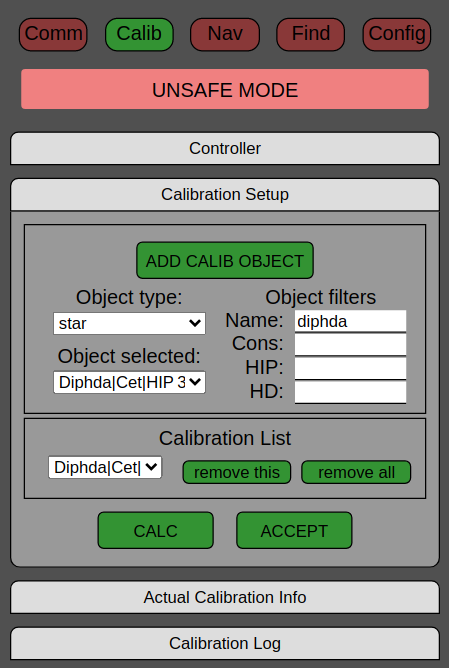 Comm Calib Nav Find Config
UNSAFE MODE
Controller
Calibration Setup
ADD CALIB OBJECT
Object type:
star
Object selected:
Diphda|Cet|HIP 3
Object filters
Name: diphda
Cons:
HIP:
HD:
Calibration List
Diphda|Cet| remove this remove all
CALC ACCEPT
Actual Calibration Info
Calibration Log